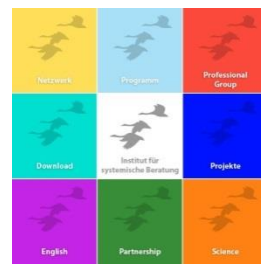 Netzwerk
Programm
Professional
Group
Download
Institut für
systemische Beratung
Projekte
English
Partnership
Science